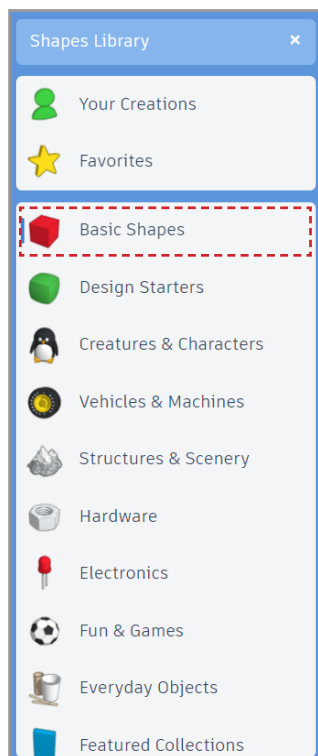 Shapes Library ×
Your Creations
Favorites
Basic Shapes
Design Starters
Creatures & Characters
Vehicles & Machines
Structures & Scenery
Hardware
Electronics
Fun & Games
Everyday Objects
Featured Collections